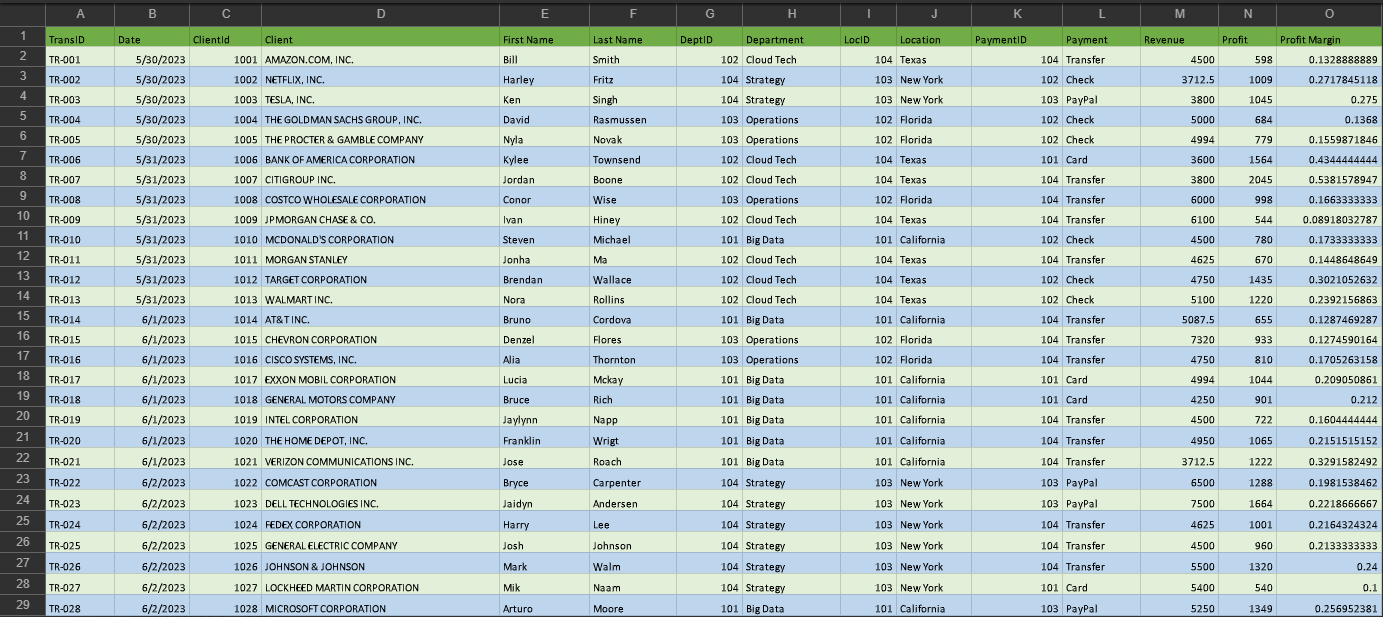 A B C D E F G H I J K L M N O
1 TransID Date ClientId Client First Name Last Name DeptID Department LocID Location PaymentID Payment Revenue Profit Profit Margin
2 TR-001 5/30/2023 1001 AMAZON.COM, INC. Bill Smith 102 Cloud Tech 104 Texas 104 Transfer 4500 598 0.1328888889
3 TR-002 5/30/2023 1002 NETFLIX, INC. Harley Fritz 104 Strategy 103 New York 102 Check 3712.5 1009 0.2717845118
4 TR-003 5/30/2023 1003 TESLA, INC. Ken Singh 104 Strategy 103 New York 103 PayPal 3800 1045 0.275
5 TR-004 5/30/2023 1004 THE GOLDMAN SACHS GROUP, INC. David Rasmussen 103 Operations 102 Florida 102 Check 5000 684 0.1368
6 TR-005 5/30/2023 1005 THE PROCTER & GAMBLE COMPANY Nyla Novak 103 Operations 102 Florida 102 Check 4994 779 0.1559871846
7 TR-006 5/31/2023 1006 BANK OF AMERICA CORPORATION Kylee Townsend 102 Cloud Tech 104 Texas 101 Card 3600 1564 0.4344444444
8 TR-007 5/31/2023 1007 CITIGROUP INC. Jordan Boone 102 Cloud Tech 104 Texas 104 Transfer 3800 2045 0.5381578947
9 TR-008 5/31/2023 1008 COSTCO WHOLESALE CORPORATION Conor Wise 103 Operations 102 Florida 104 Transfer 6000 998 0.1663333333
10 TR-009 5/31/2023 1009 JPMORGAN CHASE & CO. Ivan Hiney 102 Cloud Tech 104 Texas 104 Transfer 6100 544 0.08918032787
11 TR-010 5/31/2023 1010 MCDONALD'S CORPORATION Steven Michael 101 Big Data 101 California 102 Check 4500 780 0.1733333333
12 TR-011 5/31/2023 1011 MORGAN STANLEY Jonha Ma 102 Cloud Tech 104 Texas 104 Transfer 4625 670 0.1448648649
13 TR-012 5/31/2023 1012 TARGET CORPORATION Brendan Wallace 102 Cloud Tech 104 Texas 102 Check 4750 1435 0.3021052632
14 TR-013 5/31/2023 1013 WALMART INC. Nora Rollins 102 Cloud Tech 104 Texas 102 Check 5100 1220 0.2392156863
15 TR-014 6/1/2023 1014 AT&T INC. Bruno Cordova 101 Big Data 101 California 104 Transfer 5087.5 655 0.1287469287
16 TR-015 6/1/2023 1015 CHEVRON CORPORATION Denzel Flores 103 Operations 102 Florida 104 Transfer 7320 933 0.1274590164
17 TR-016 6/1/2023 1016 CISCO SYSTEMS, INC. Alia Thornton 103 Operations 102 Florida 104 Transfer 4750 810 0.1705263158
18 TR-017 6/1/2023 1017 EXXON MOBIL CORPORATION Lucia Mckay 101 Big Data 101 California 101 Card 4994 1044 0.209050861
19 TR-018 6/1/2023 1018 GENERAL MOTORS COMPANY Bruce Rich 101 Big Data 101 California 101 Card 4250 901 0.212
20 TR-019 6/1/2023 1019 INTEL CORPORATION Jaylynn Napp 101 Big Data 101 California 104 Transfer 4500 722 0.1604444444
21 TR-020 6/1/2023 1020 THE HOME DEPOT, INC. Franklin Wrigt 101 Big Data 101 California 104 Transfer 4950 1065 0.2151515152
22 TR-021 6/1/2023 1021 VERIZON COMMUNICATIONS INC. Jose Roach 101 Big Data 101 California 104 Transfer 3712.5 1222 0.3291582492
23 TR-022 6/2/2023 1022 COMCAST CORPORATION Bryce Carpenter 104 Strategy 103 New York 103 PayPal 6500 1288 0.1981538462
24 TR-023 6/2/2023 1023 DELL TECHNOLOGIES INC. Jaidyn Andersen 104 Strategy 103 New York 103 PayPal 7500 1664 0.2218666667
25 TR-024 6/2/2023 1024 FEDEX CORPORATION Harry Lee 104 Strategy 103 New York 104 Transfer 4625 1001 0.2164324324
26 TR-025 6/2/2023 1025 GENERAL ELECTRIC COMPANY Josh Johnson 104 Strategy 103 New York 104 Transfer 4500 960 0.2133333333
27 TR-026 6/2/2023 1026 JOHNSON & JOHNSON Mark Walm 104 Strategy 103 New York 104 Transfer 5500 1320 0.24
28 TR-027 6/2/2023 1027 LOCKHEED MARTIN CORPORATION Mik Naam 104 Strategy 103 New York 101 Card 5400 540 0.1
29 TR-028 6/2/2023 1028 MICROSOFT CORPORATION Arturo Moore 101 Big Data 101 California 103 PayPal 5250 1349 0.256952381